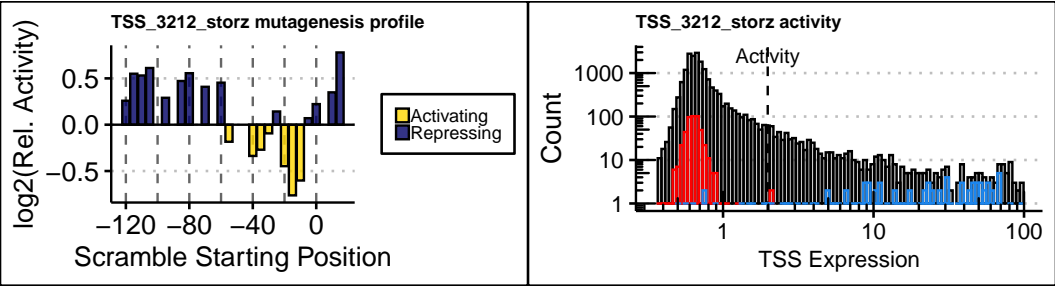 TSS_3212_storz mutagenesis profile
log2(Rel. Activity)
0.5
0.0
−0.5
−120 −80 −40 0
Scramble Starting Position
Activating
Repressing
TSS_3212_storz activity
Activity
Count
1000
100
10
1
1 10 100
TSS Expression